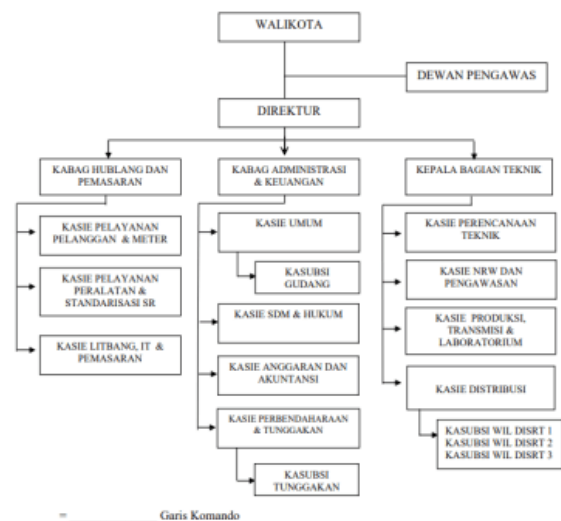 WALIKOTA
DEWAN PENGAWAS
DIREKTUR
KABAG HUBLANG DAN
PEMASARAN
KASIE PELAYANAN
PELANGGAN & METER
KASIE PELAYANAN
PERALATAN &
STANDARISASI SR
KASIE LITBANG, IT &
PEMASARAN
KABAG ADMINISTRASI
& KEUANGAN
KASIE UMUM
KASUBSI
GUDANG
KASIE SDM & HUKUM
KASIE ANGGARAN DAN
AKUNTANSI
KASIE PERBENDAHARAAN
& TUNGGAKAN
KASUBSI
TUNGGAKAN
KEPALA BAGIAN TEKNIK
KASIE PERENCANAAN
TEKNIK
KASIE NRW DAN
PENGAWASAN
KASIE PRODUKSI,
TRANSMISI &
LABORATORIUM
KASIE DISTRIBUSI
KASUBSI WIL DISRT 1
KASUBSI WIL DISRT 2
KASUBSI WIL DISRT 3
= Garis Komando